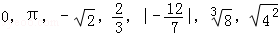 0, π, -√2, 2/3, |-12/7|, ∛8, √4²